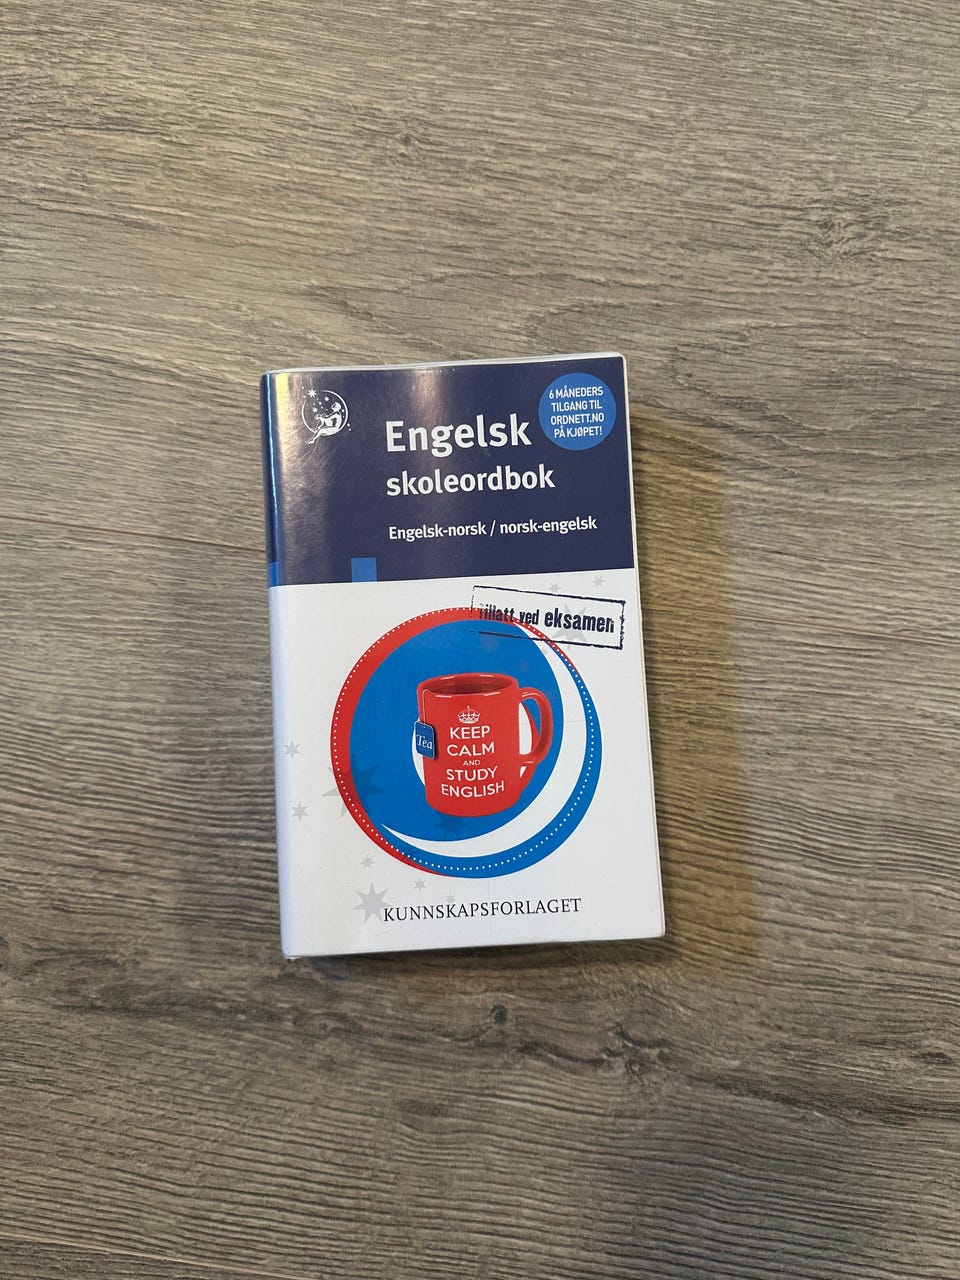 Engelsk
skoleordbok
Engelsk-norsk / norsk-engelsk
6 MÅNEDERS
TILGANG TIL
ORDNETT.NO
PÅ KJØPET!
Tillatt ved eksamen
Tea
KEEP
CALM
AND
STUDY
ENGLISH
KUNNSKAPSFORLAGET